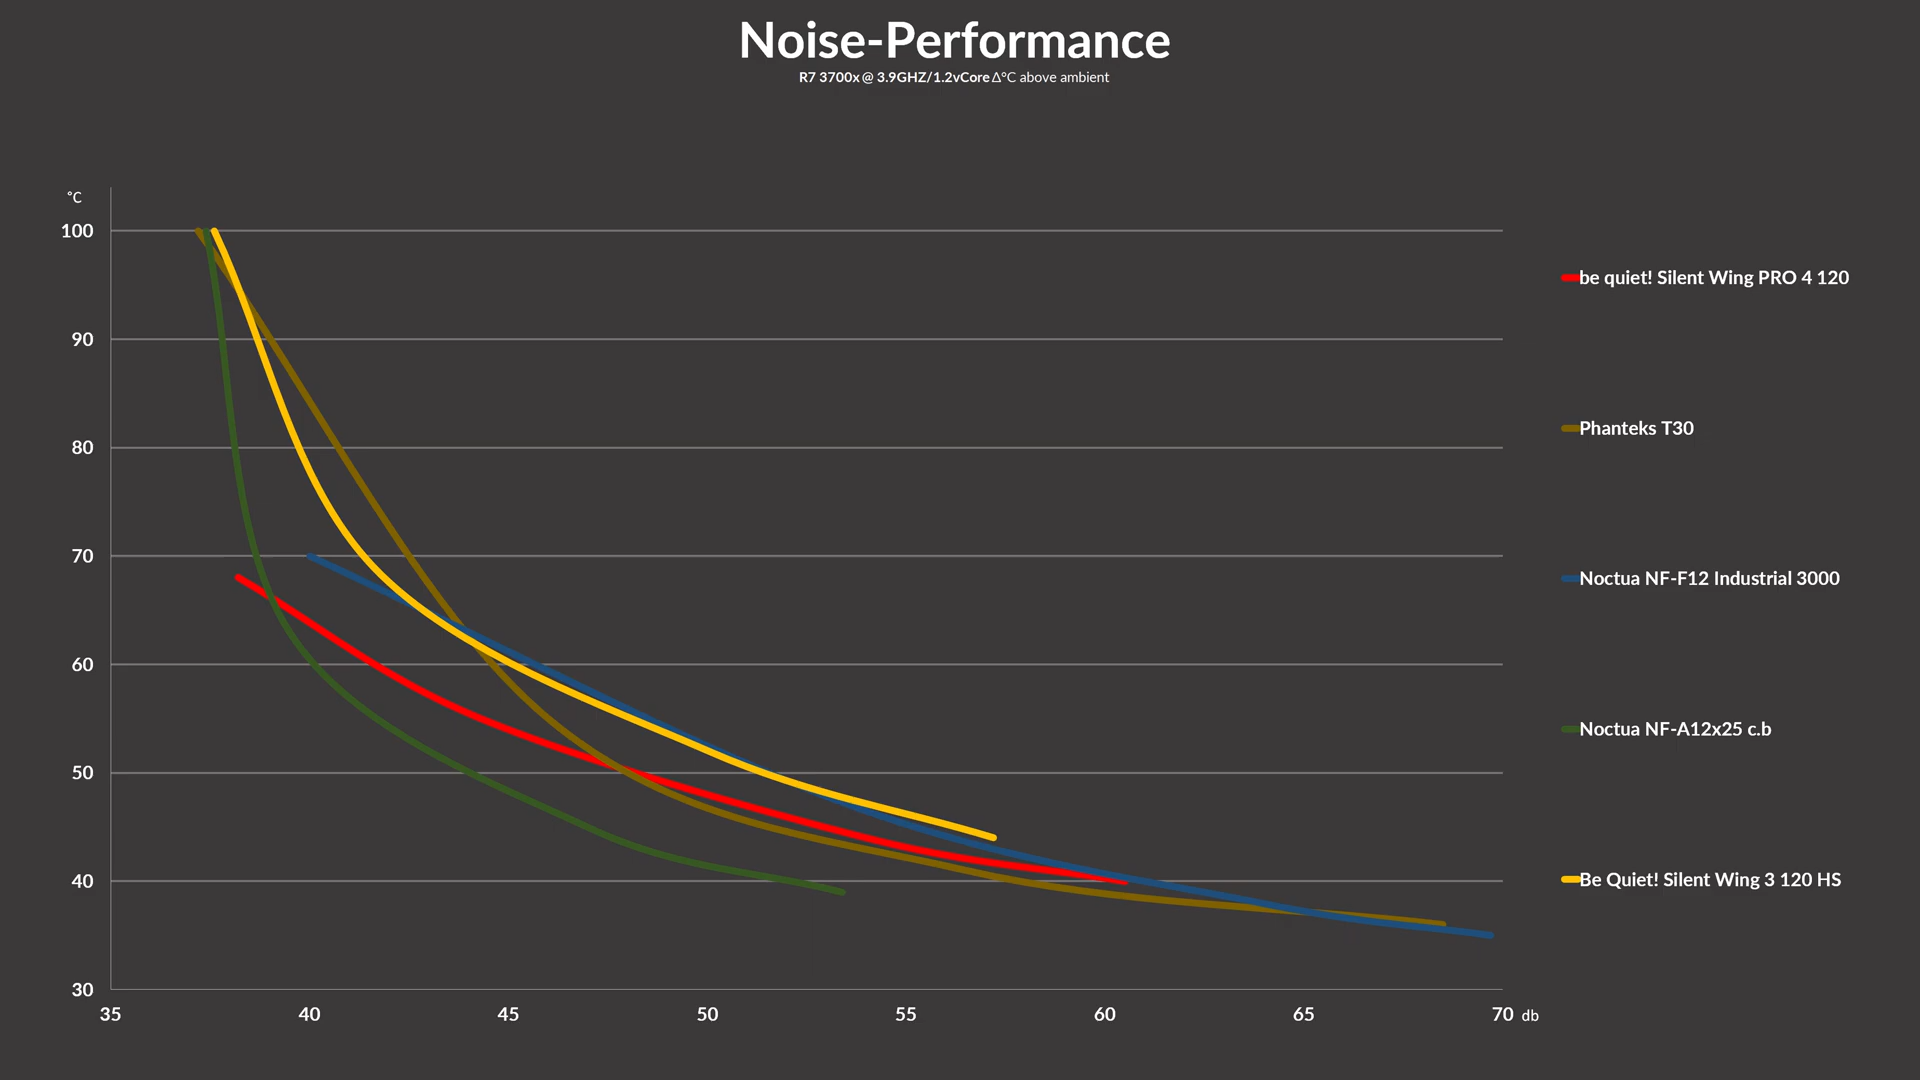 Noise-Performance
R7 3700x @ 3.9GHZ/1.2vCore Δ°C above ambient
°C
100
90
80
70
60
50
40
30
35 40 45 50 55 60 65 70 db
be quiet! Silent Wing PRO 4 120
Phanteks T30
Noctua NF-F12 Industrial 3000
Noctua NF-A12x25 c.b
Be Quiet! Silent Wing 3 120 HS